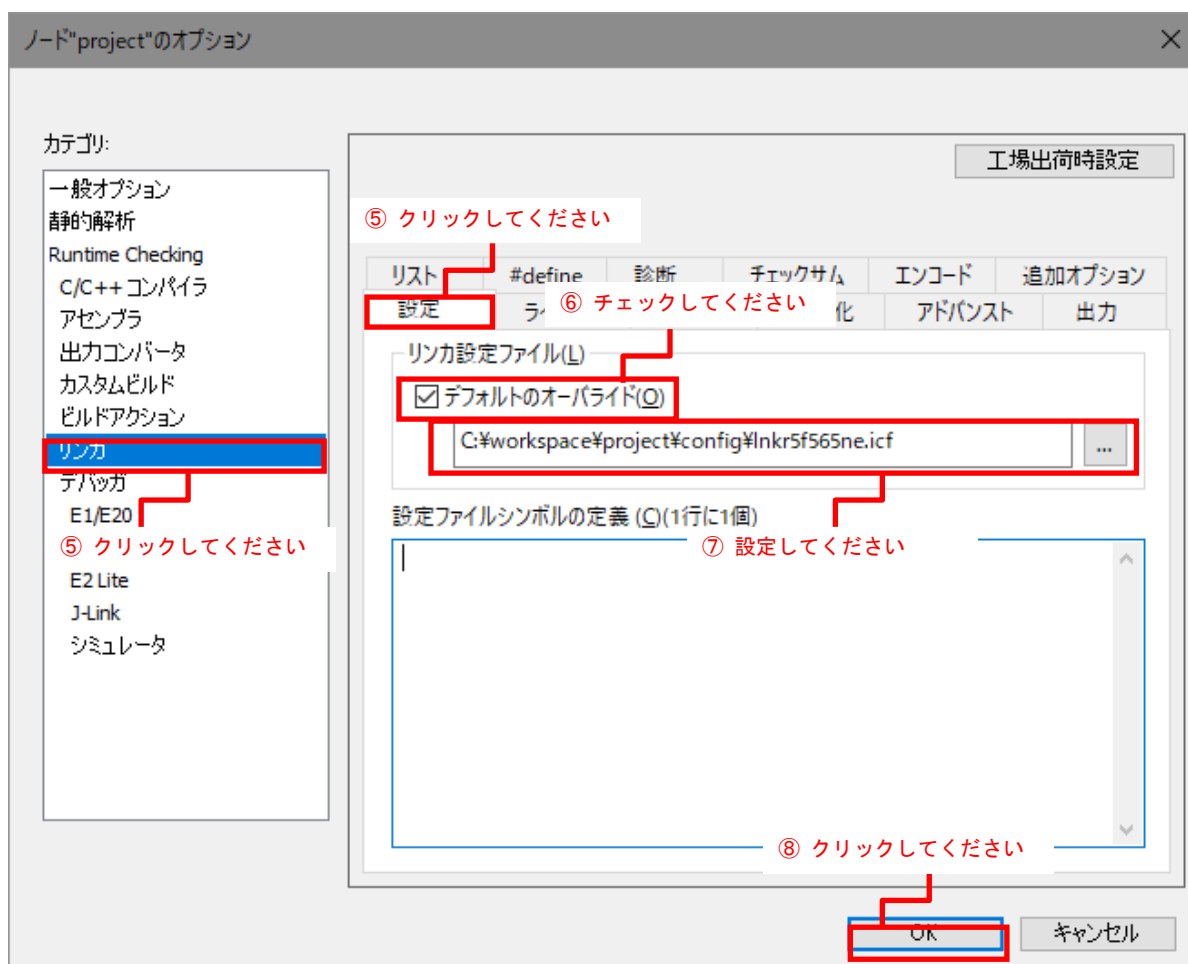 ノード"project"のオプション
カテゴリ:
一般オプション
静的解析
Runtime Checking
C/C++ コンパイラ
アセンブラ
出力コンバータ
カスタムビルド
ビルドアクション
リンカ
デバッガ
E1/E20
⑤ クリックしてください
E2 Lite
J-Link
シミュレータ
工場出荷時設定
⑤ クリックしてください
リスト #define 診断 チェックサム エンコード 追加オプション
設定 ⑥ チェックしてください 化 アドバンスト 出力
リンカ設定ファイル(L)
デフォルトのオーバライド(O)
C:¥workspace¥project¥config¥lnkr5f565ne.icf
...
設定ファイルシンボルの定義 (C)(1行に1個)
⑦ 設定してください
⑧ クリックしてください
OK キャンセル